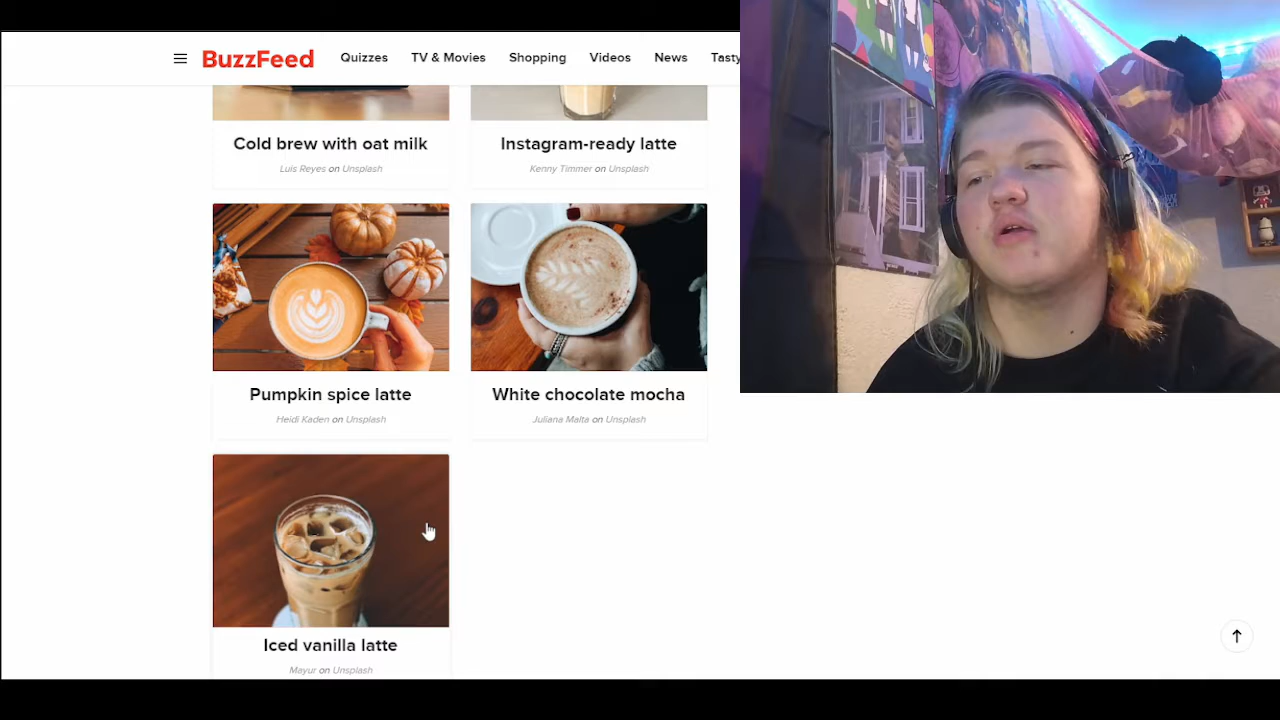 BuzzFeed Quizzes TV & Movies Shopping Videos News Tasty
Cold brew with oat milk
Luis Reyes on Unsplash
Instagram-ready latte
Kenny Timmer on Unsplash
Pumpkin spice latte
Heidi Kaden on Unsplash
White chocolate mocha
Juliana Malta on Unsplash
Iced vanilla latte
Mayur on Unsplash